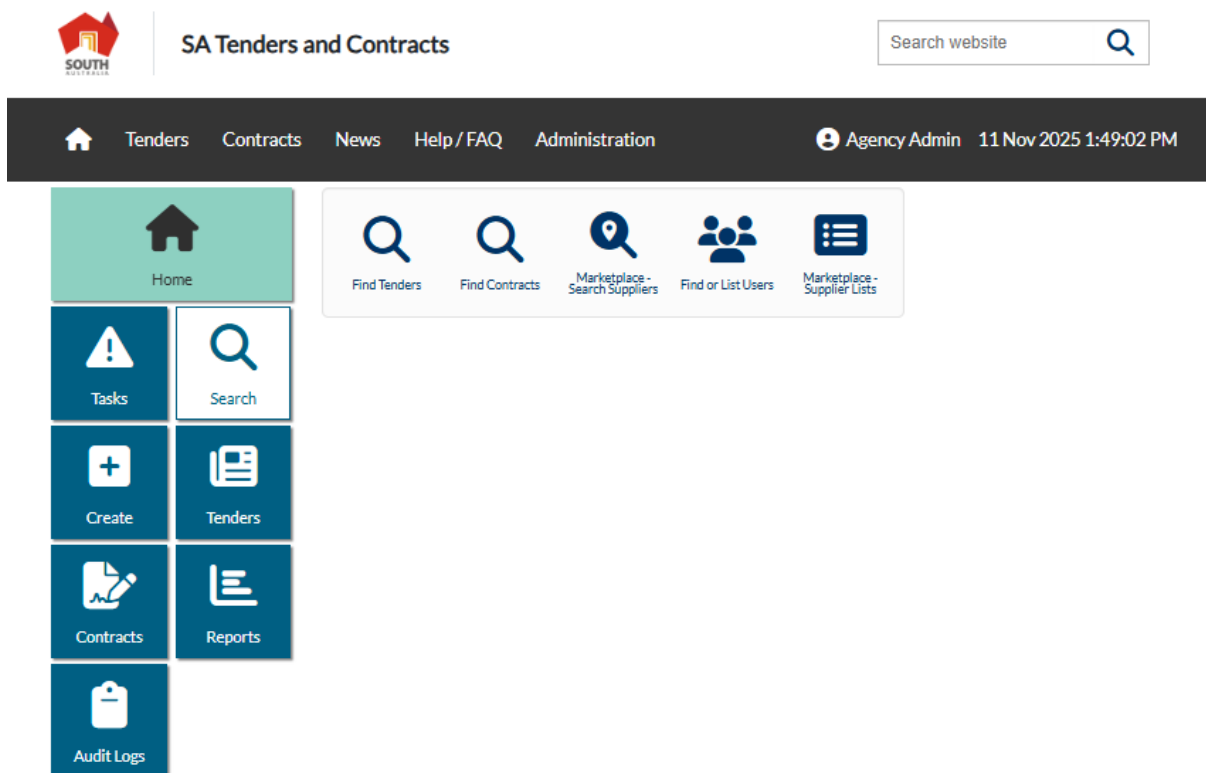 SOUTH
AUSTRALIA
SA Tenders and Contracts
Search website
Tenders
Contracts
News
Help / FAQ
Administration
Agency Admin
11 Nov 2025 1:49:02 PM
Home
Find Tenders
Find Contracts
Marketplace -
Search Suppliers
Find or List Users
Marketplace -
Supplier Lists
Tasks
Search
Create
Tenders
Contracts
Reports
Audit Logs